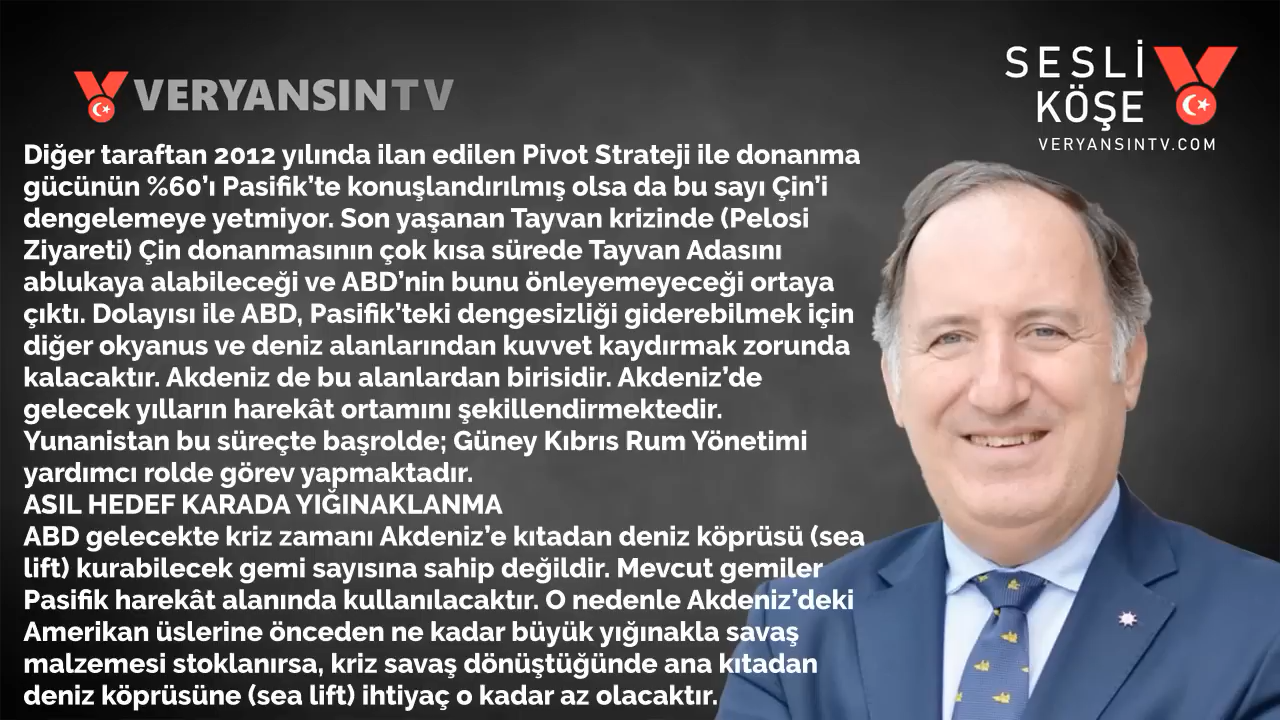 VERYANSINTV
SESLİ
KÖŞE
VERYANSINTV.COM
Diğer taraftan 2012 yılında ilan edilen Pivot Strateji ile donanma
gücünün %60’ı Pasifik’te konuşlandırılmış olsa da bu sayı Çin’i
dengelemeye yetmiyor. Son yaşanan Tayvan krizinde (Pelosi
Ziyareti) Çin donanmasının çok kısa sürede Tayvan Adasını
ablukaya alabileceği ve ABD’nin bunu önleyemeyeceği ortaya
çıktı. Dolayısı ile ABD, Pasifik’teki dengesizliği giderebilmek için
diğer okyanus ve deniz alanlarından kuvvet kaydırmak zorunda
kalacaktır. Akdeniz de bu alanlardan birisidir. Akdeniz’de
gelecek yılların harekât ortamını şekillendirmektedir.
Yunanistan bu süreçte başrolde; Güney Kıbrıs Rum Yönetimi
yardımcı rolde görev yapmaktadır.
ASIL HEDEF KARADA YIĞINAKLANMA
ABD gelecekte kriz zamanı Akdeniz’e kıtadan deniz köprüsü (sea
lift) kurabilecek gemi sayısına sahip değildir. Mevcut gemiler
Pasifik harekât alanında kullanılacaktır. O nedenle Akdeniz’deki
Amerikan üslerine önceden ne kadar büyük yığınakla savaş
malzemesi stoklanırsa, kriz savaş dönüştüğünde ana kıtadan
deniz köprüsüne (sea lift) ihtiyaç o kadar az olacaktır.